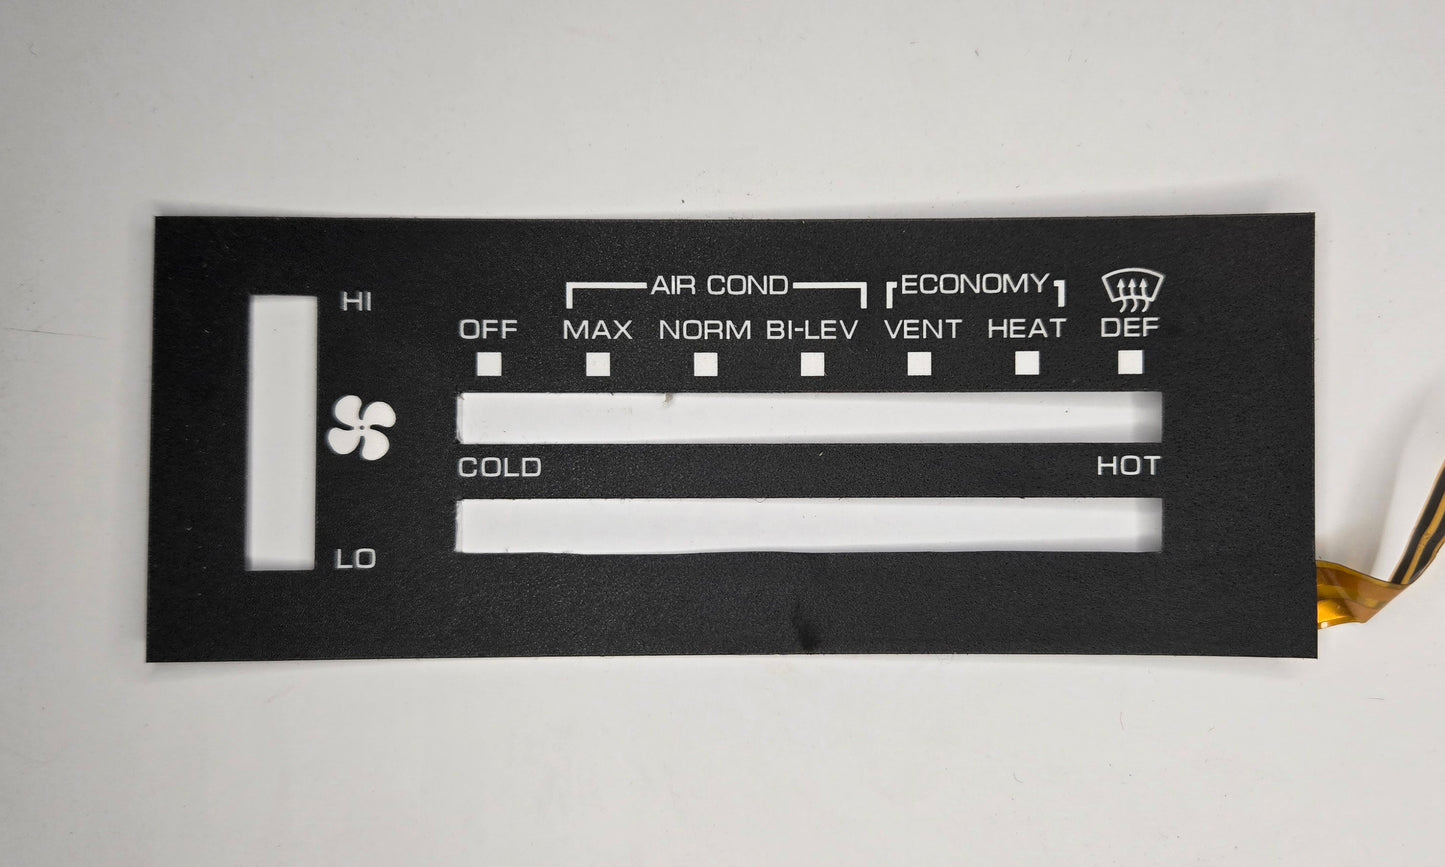 HI
AIR COND ECONOMY
OFF MAX NORM BI-LEV VENT HEAT DEF
COLD HOT
LO